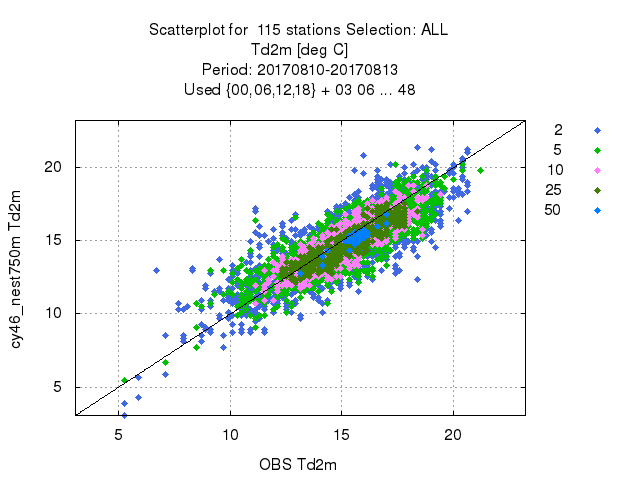 Scatterplot for  115 stations Selection: ALL
Td2m [deg C]
Period: 20170810-20170813
Used {00,06,12,18} + 03 06 ... 48
2
5
10
25
50
cy46_nest750m Td2m
20
15
10
5
5 10 15 20
OBS Td2m